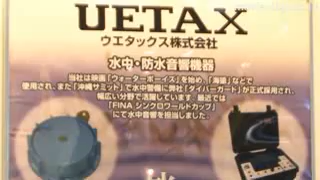 UETAX
ウエタックス株式会社
水中・防水音響機器
当社は映画「ウォーターボーイズ」を始め、「海猿」などで
使用され、また「沖縄サミット」で水中警備に弊社「ダイバーガード」が正式採用され、
幅広い分野で活躍しています。最近では
「FINA シンクロワールドカップ」
にて水中音響を担当しました。